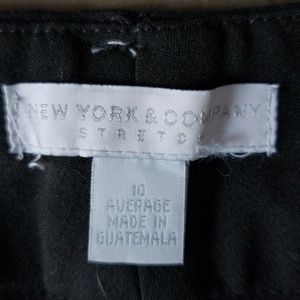 NEW YORK & COMPANY
STRETCH
10
AVERAGE
MADE IN
GUATEMALA